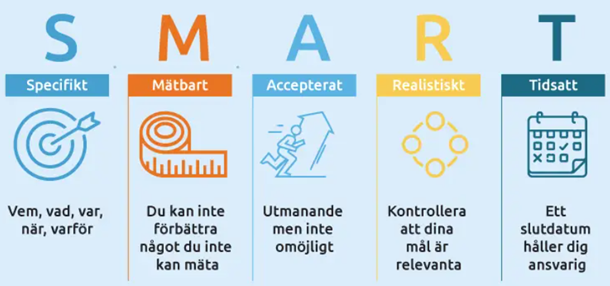 S M A R T
Specifikt Mätbart Accepterat Realistiskt Tidsatt
Vem, vad, var,
när, varför
Du kan inte
förbättra
något du inte
kan mäta
Utmanande
men inte
omöjligt
Kontrollera
att dina
mål är
relevanta
Ett
slutdatum
håller dig
ansvarig